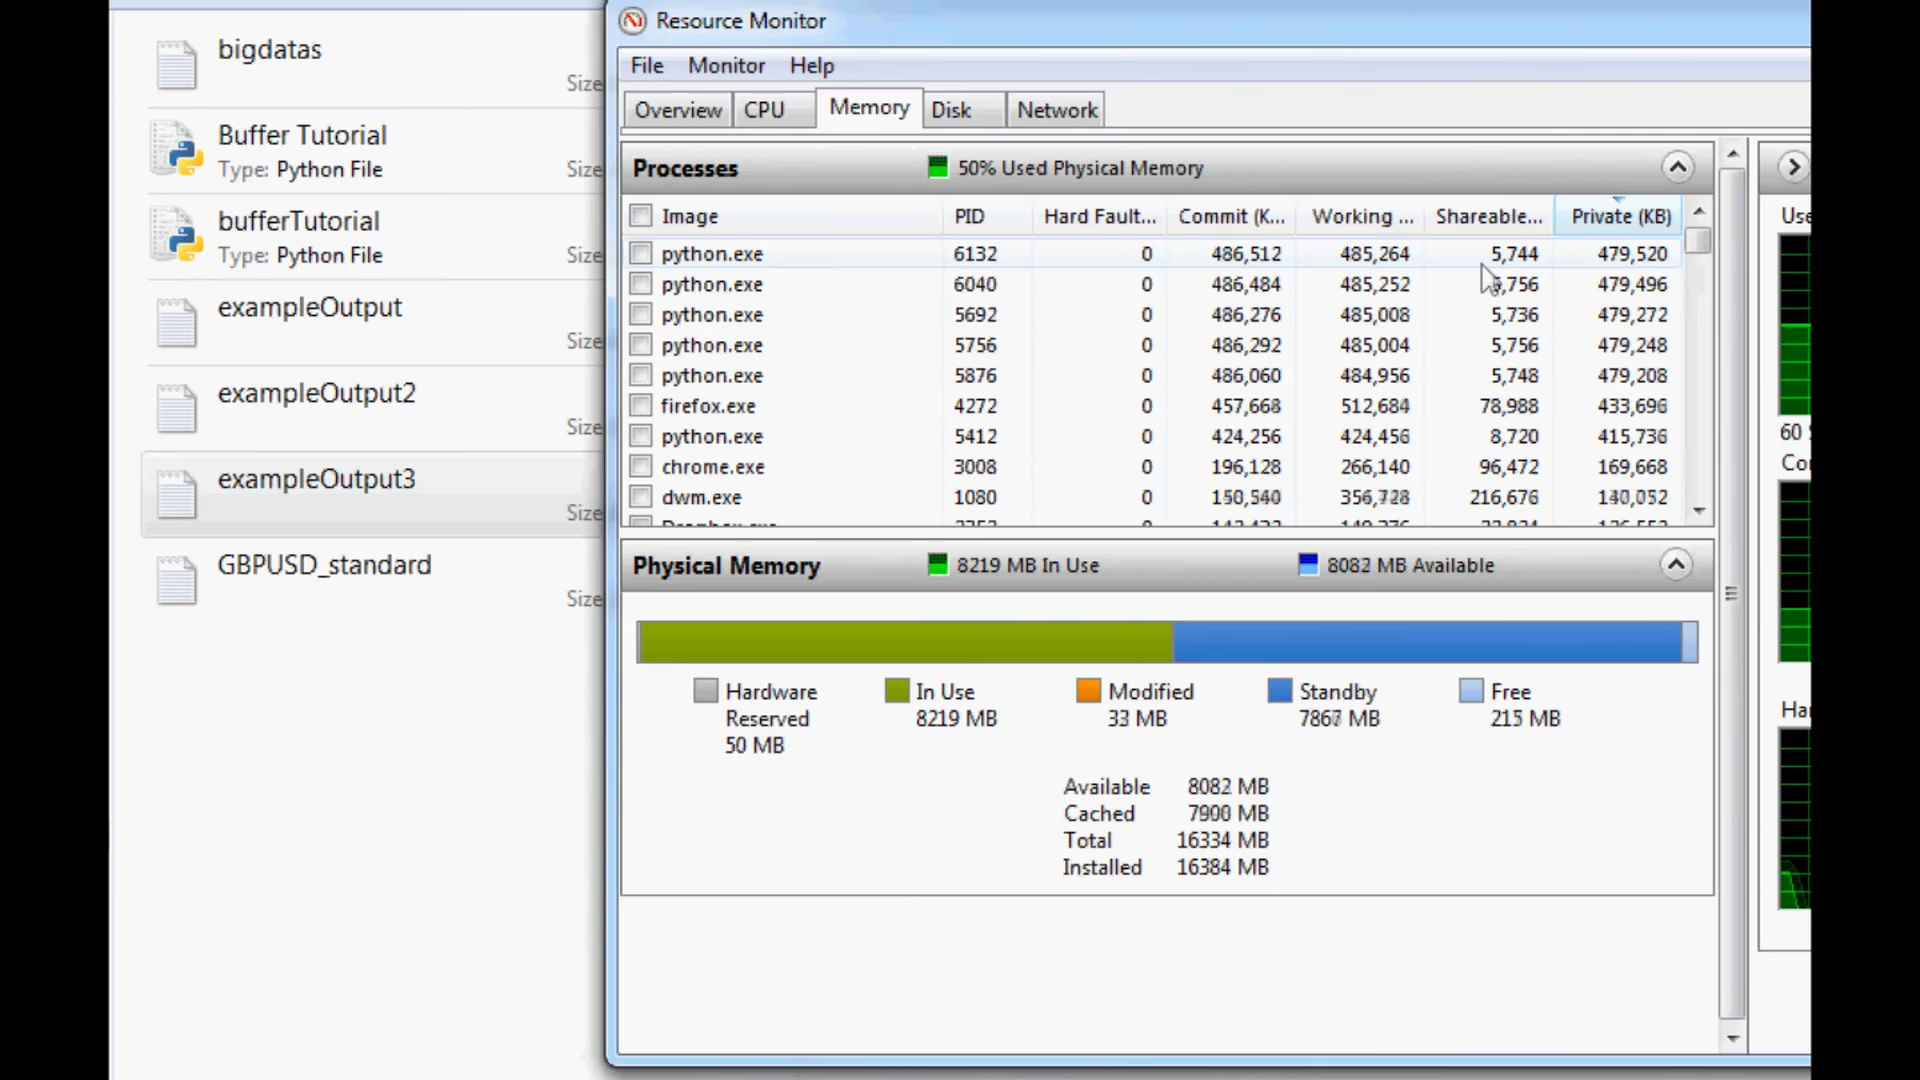 bigdatas
Size
Buffer Tutorial
Type: Python File
Size
bufferTutorial
Type: Python File
Size
exampleOutput
Size
exampleOutput2
Size
exampleOutput3
Size
GBPUSD_standard
Size
Resource Monitor
File Monitor Help
Overview CPU Memory Disk Network
Processes 50% Used Physical Memory
Image PID Hard Fault... Commit (K... Working ... Shareable... Private (KB)
python.exe 6132 0 486,512 485,264 5,744 479,520
python.exe 6040 0 486,484 485,252 5,756 479,496
python.exe 5692 0 486,276 485,008 5,736 479,272
python.exe 5756 0 486,292 485,004 5,756 479,248
python.exe 5876 0 486,060 484,956 5,748 479,208
firefox.exe 4272 0 457,668 512,684 78,988 433,696
python.exe 5412 0 424,256 424,456 8,720 415,736
chrome.exe 3008 0 196,128 266,140 96,472 169,668
dwm.exe 1080 0 150,540 216,676
Physical Memory 8219 MB In Use 8082 MB Available
Hardware Reserved 50 MB
In Use 8219 MB
Modified 33 MB
Standby MB
Free 215 MB
Available 8082 MB
Cached 7900 MB
Total 16334 MB
Installed 16384 MB
Use
60